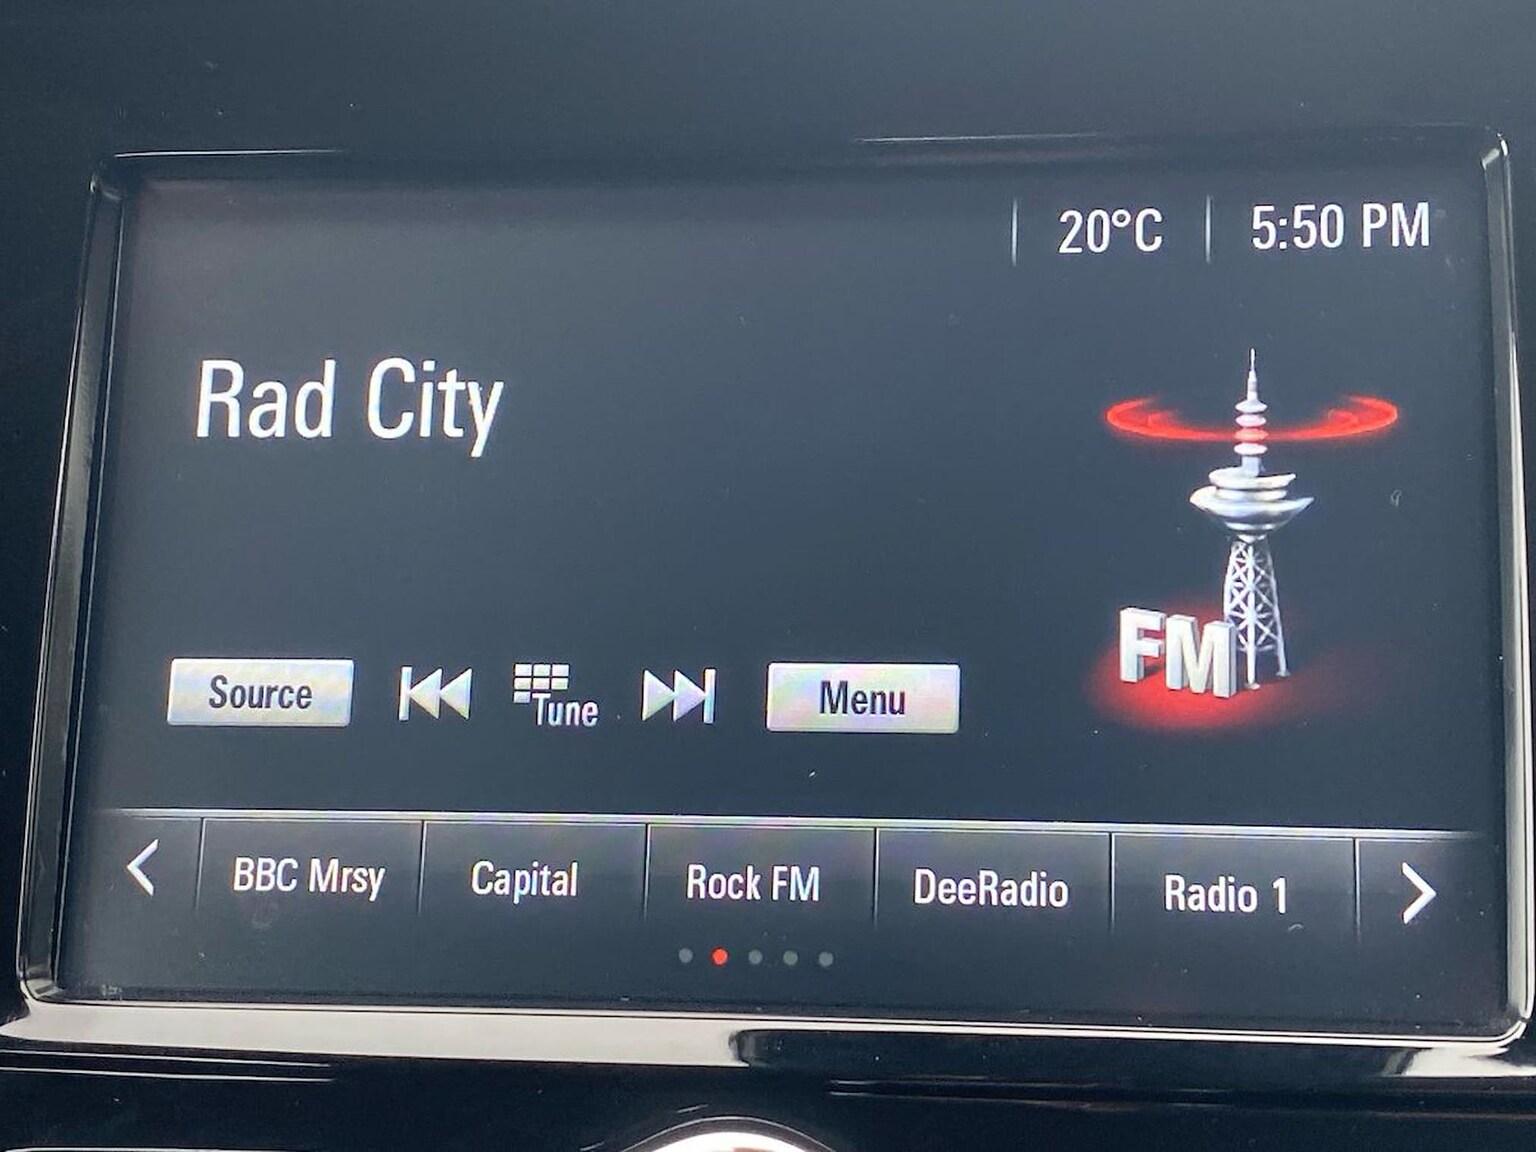 20°C 5:50 PM
Rad City
FM
Source Tune Menu
BBC Mrsy Capital Rock FM DeeRadio Radio 1